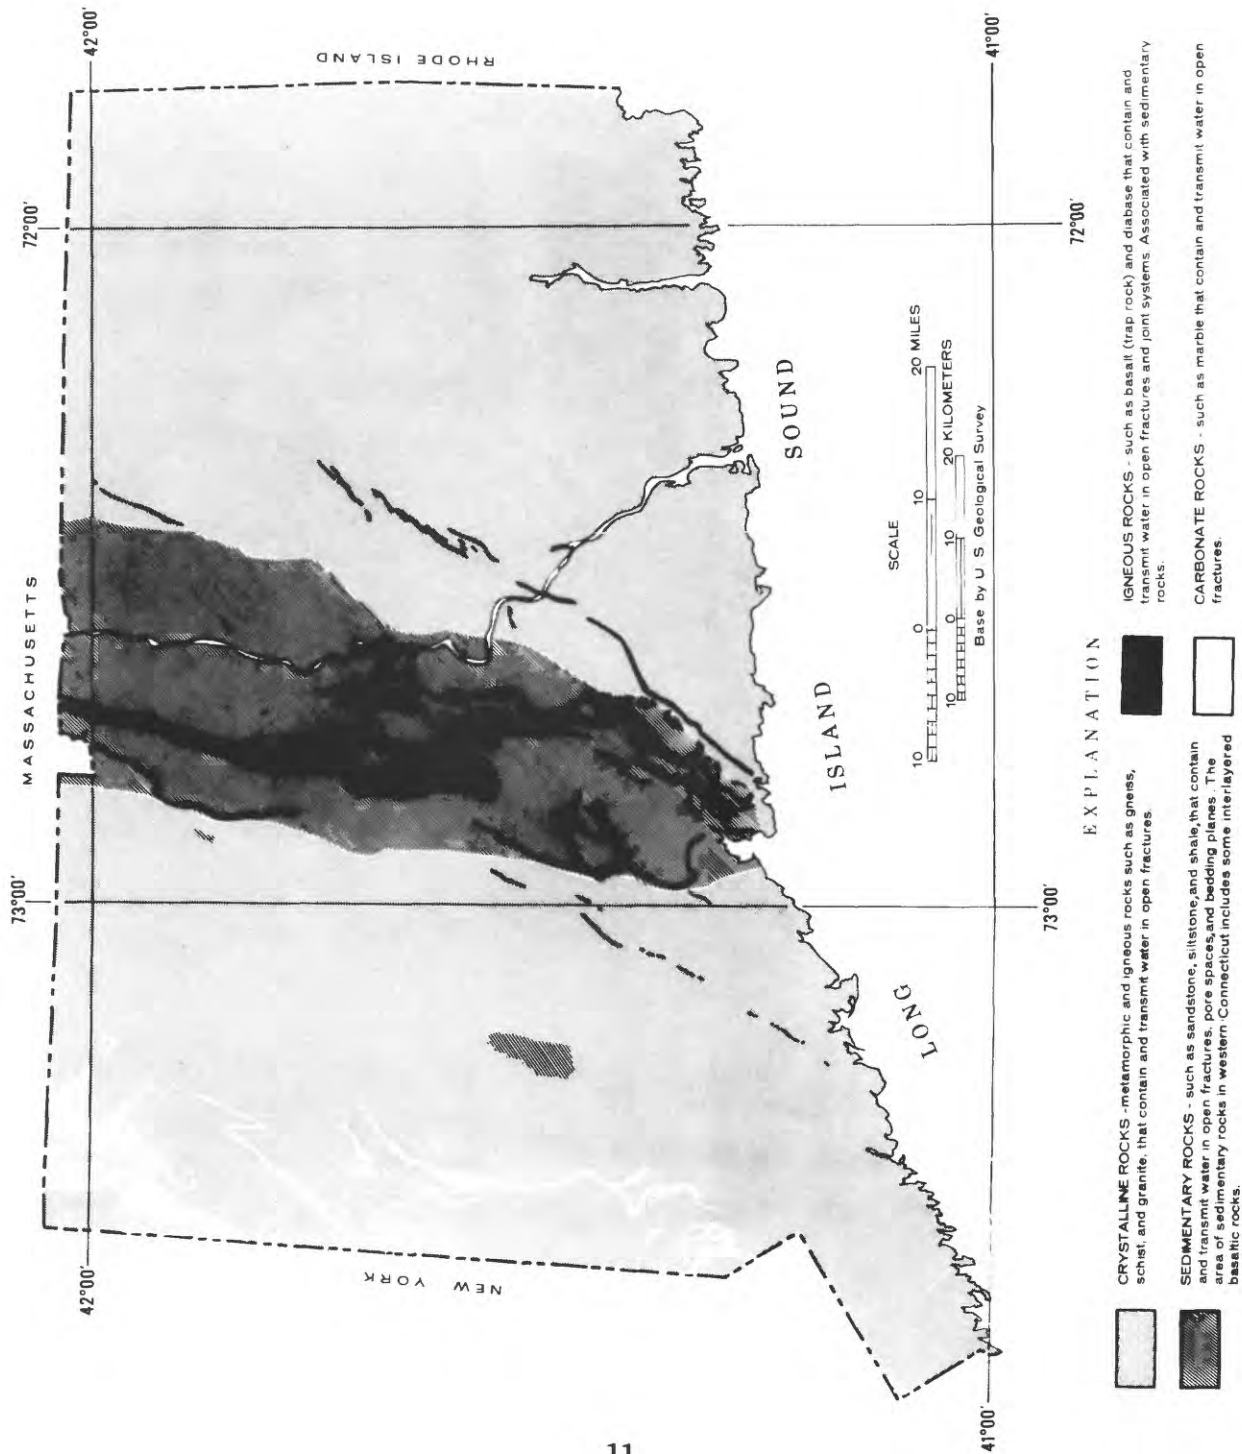 MASSACHUSETTS
42°00'
73°00'
72°00'
42°00'
NEW YORK
RHODE ISLAND
LONG
ISLAND
SOUND
41°00'
73°00'
72°00'
41°00'
SCALE
10 0 10 20 MILES
10 0 10 20 KILOMETERS
Base by U S Geological Survey
EXPLANATION
CRYSTALLINE ROCKS -metamorphic and igneous rocks such as gneiss,
schist, and granite, that contain and transmit water in open fractures.
SEDIMENTARY ROCKS - such as sandstone, siltstone, and shale, that contain
and transmit water in open fractures, pore spaces, and bedding planes. The
area of sedimentary rocks in western Connecticut includes some interlayered
basaltic rocks.
IGNEOUS ROCKS - such as basalt (trap rock) and diabase that contain and
transmit water in open fractures and joint systems. Associated with sedimentary
rocks.
CARBONATE ROCKS - such as marble that contain and transmit water in open
fractures.
11